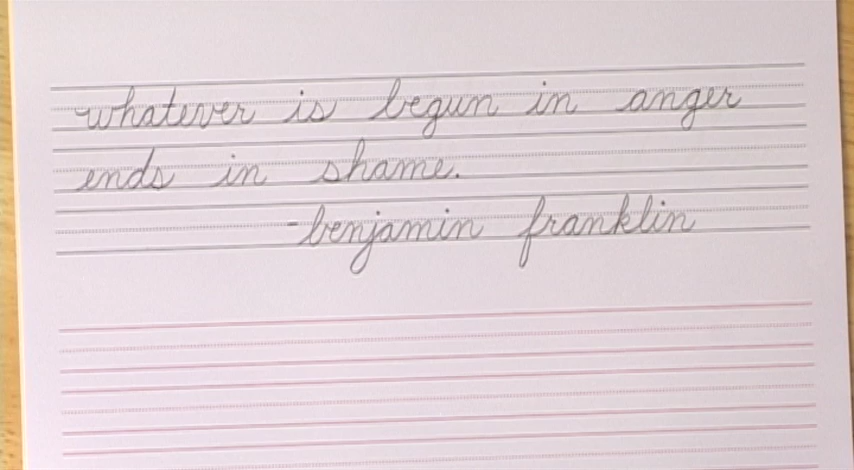 whatever is begun in anger
ends in shame.
-benjamin franklin